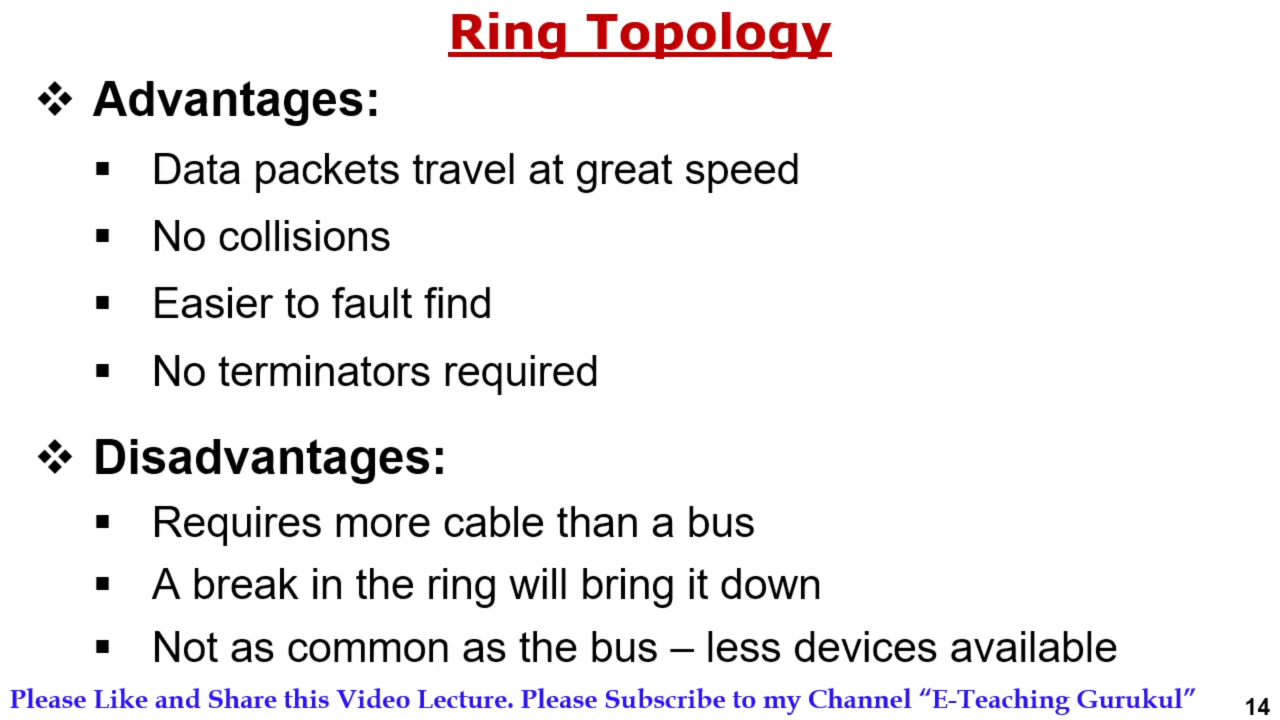 Ring Topology
❖ Advantages:
▪ Data packets travel at great speed
▪ No collisions
▪ Easier to fault find
▪ No terminators required
❖ Disadvantages:
▪ Requires more cable than a bus
▪ A break in the ring will bring it down
▪ Not as common as the bus – less devices available
Please Like and Share this Video Lecture. Please Subscribe to my Channel “E-Teaching Gurukul”
14